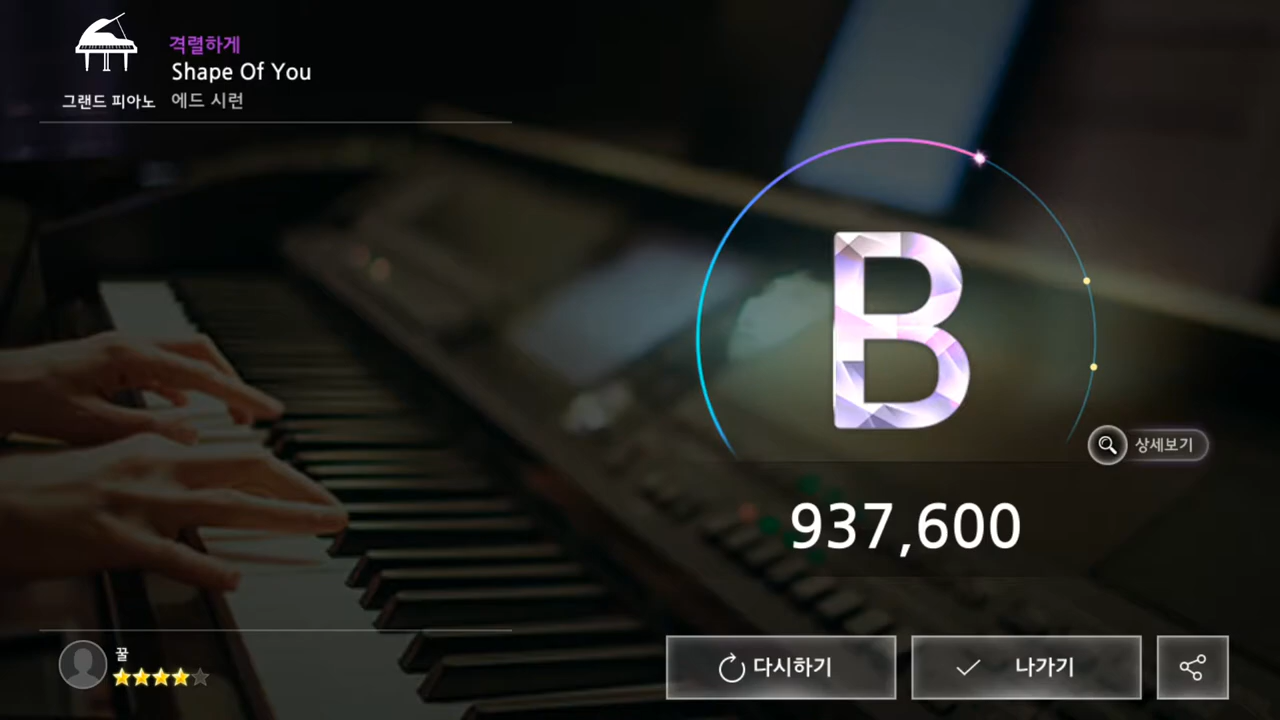 격렬하게
Shape Of You
그랜드 피아노
에드 시런
B
상세보기
937,600
꿀
다시하기
나가기